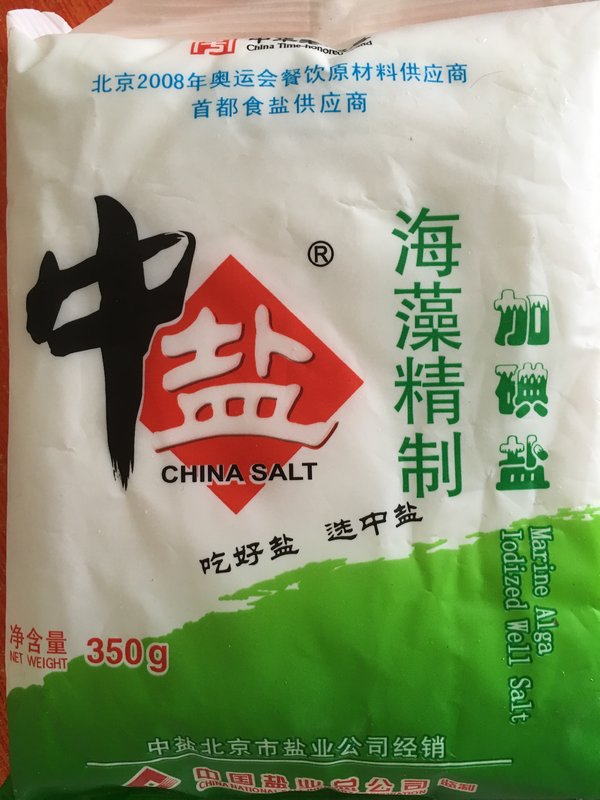 China Time-honored Brand
北京2008年奥运会餐饮原材料供应商
首都食盐供应商
中盐®
CHINA SALT
海藻精制
Marine Alga
Iodized Well Salt
吃好盐 选中盐
净含量
NET WEIGHT
350g
中盐北京市盐业公司经销
中国盐业总公司 监制